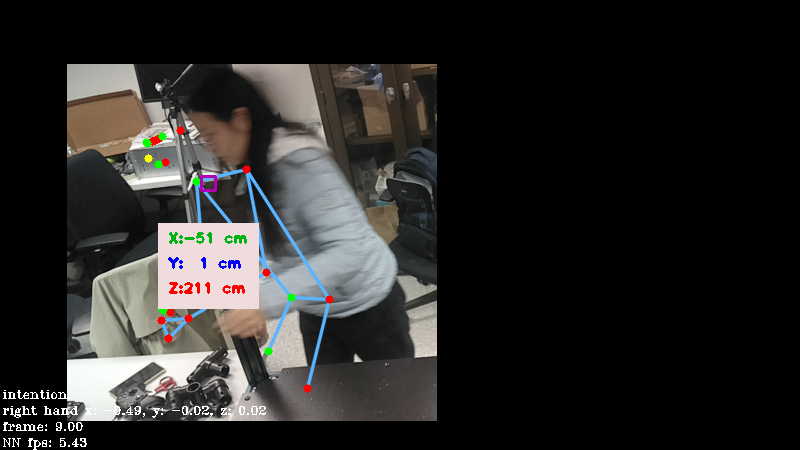 X:-51 cm
Y: 1 cm
Z:211 cm
intention
right hand x: -0.49, y: -0.02, z: 0.02
frame: 9.00
NN fps: 5.43